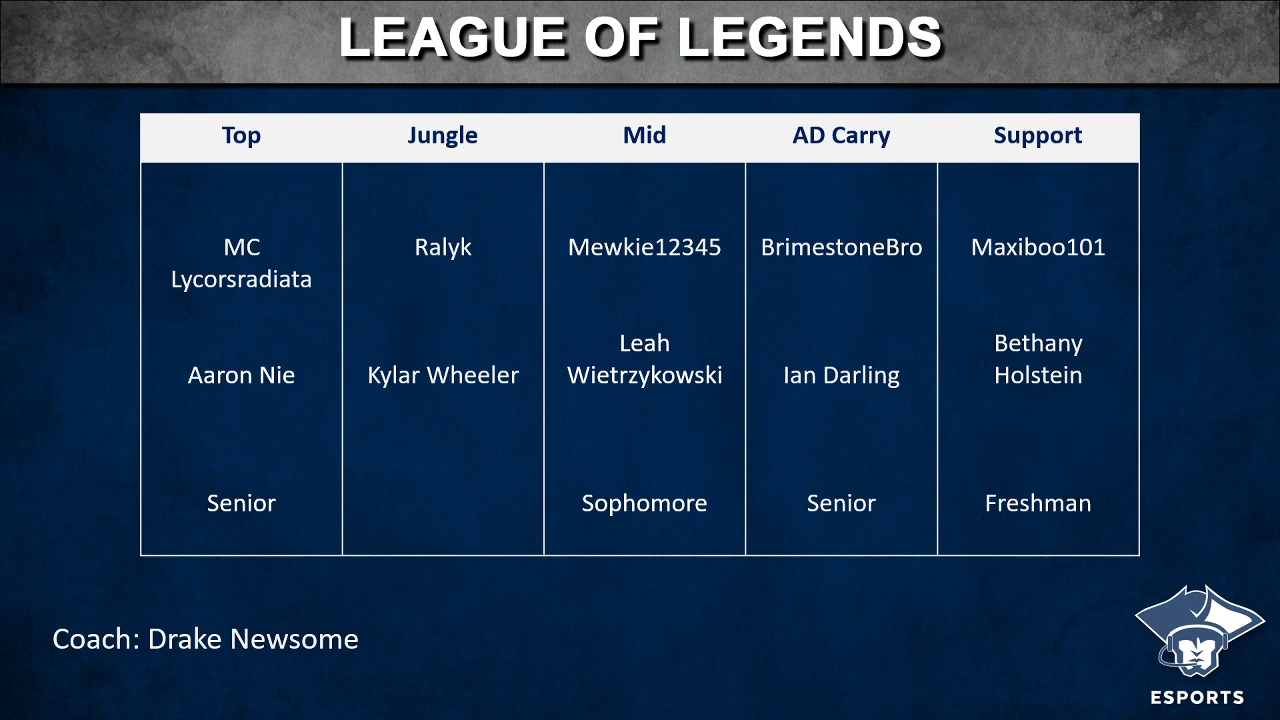 LEAGUE OF LEGENDS
Top Jungle Mid AD Carry Support
MC Ralyk Mewkie12345 BrimestoneBro Maxiboo101
Lycorsradiata
Leah Bethany
Aaron Nie Kylar Wheeler Wietrzykowski Ian Darling Holstein
Senior Sophomore Senior Freshman
Coach: Drake Newsome
ESPORTS